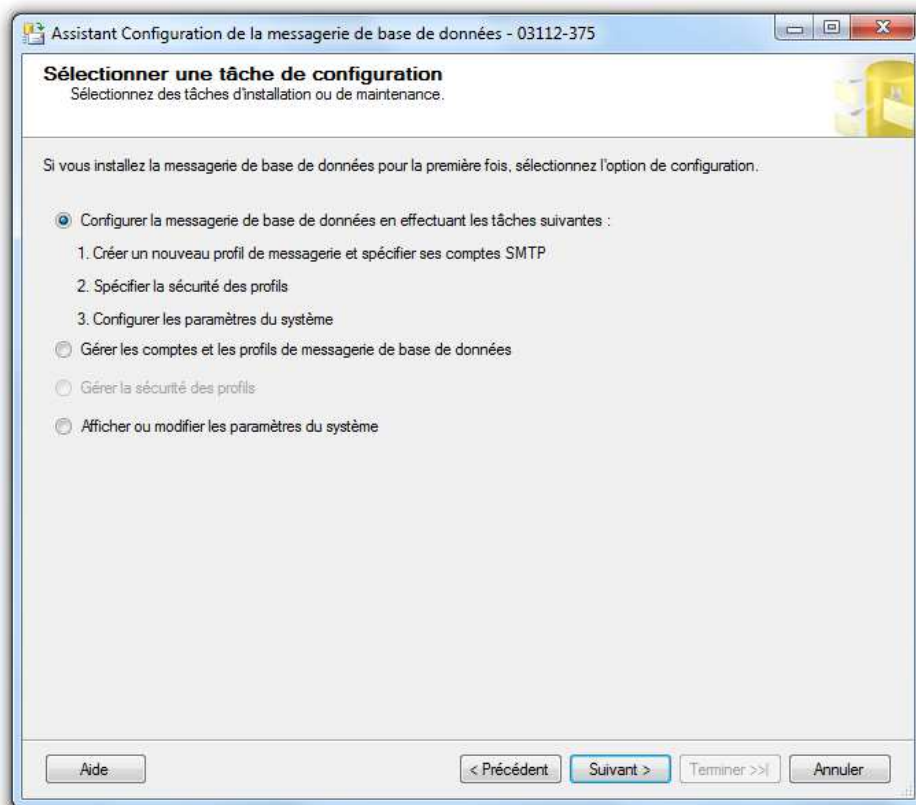 Assistant Configuration de la messagerie de base de données - 03112-375
Sélectionner une tâche de configuration
Sélectionnez des tâches d'installation ou de maintenance.
Si vous installez la messagerie de base de données pour la première fois, sélectionnez l'option de configuration.
Configurer la messagerie de base de données en effectuant les tâches suivantes :
1. Créer un nouveau profil de messagerie et spécifier ses comptes SMTP
2. Spécifier la sécurité des profils
3. Configurer les paramètres du système
Gérer les comptes et les profils de messagerie de base de données
Gérer la sécurité des profils
Afficher ou modifier les paramètres du système
Aide
< Précédent
Suivant >
Terminer >>|
Annuler